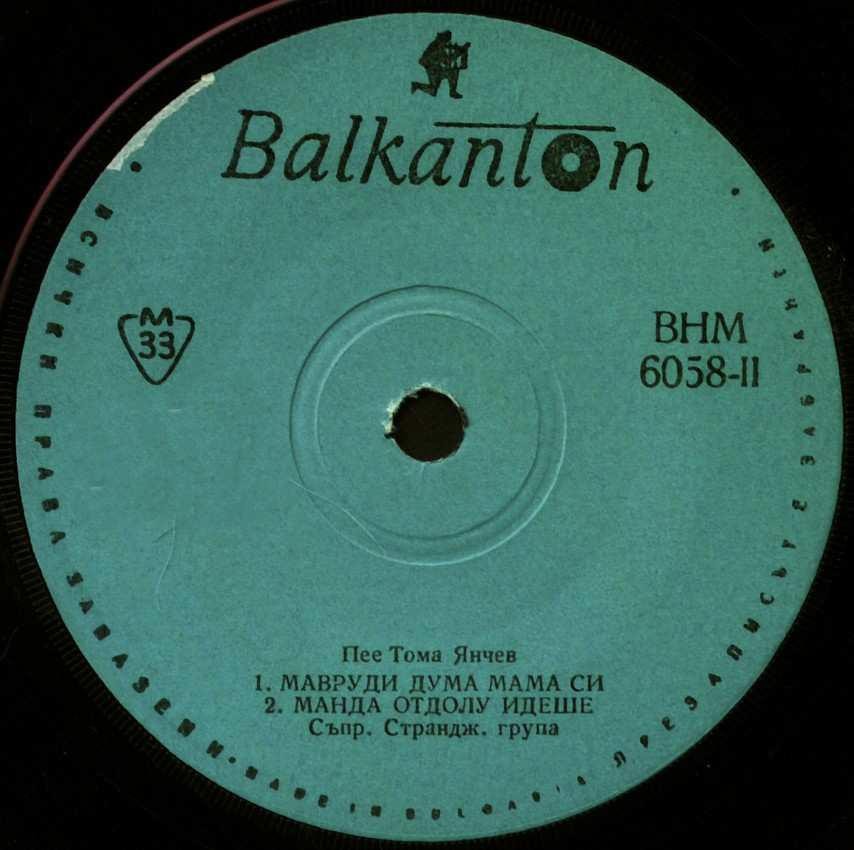 Balkanton
M
33
ВНМ
6058-II
Пее Тома Янчев
1. МАВРУДИ ДУМА МАМА СИ
2. МАНДА ОТДОЛУ ИДЕШЕ
Съпр. Страндж. група
ВСИЧКИ ПРАВА ЗАПАЗЕНИ · MADE IN BULGARIA · ПРЕЗАПИСЪТ ЗАБРАНЕН